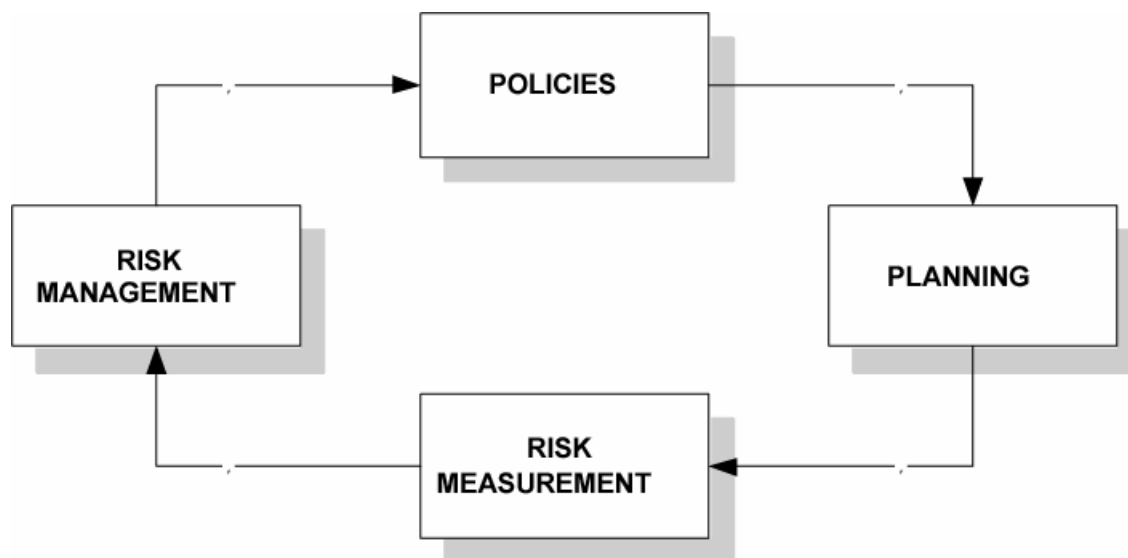 POLICIES
PLANNING
RISK
MEASUREMENT
RISK
MANAGEMENT